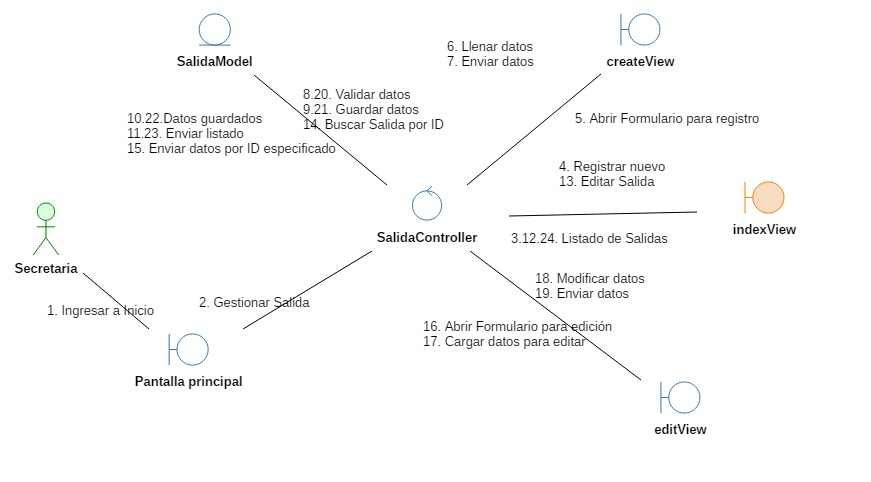 SalidaModel
6. Llenar datos
7. Enviar datos
createView
8.20. Validar datos
9.21. Guardar datos
14. Buscar Salida por ID
10.22.Datos guardados
11.23. Enviar listado
15. Enviar datos por ID especificado
5. Abrir Formulario para registro
4. Registrar nuevo
13. Editar Salida
SalidaController
indexView
3.12.24. Listado de Salidas
Secretaria
1. Ingresar a Inicio
2. Gestionar Salida
18. Modificar datos
19. Enviar datos
16. Abrir Formulario para edición
17. Cargar datos para editar
Pantalla principal
editView